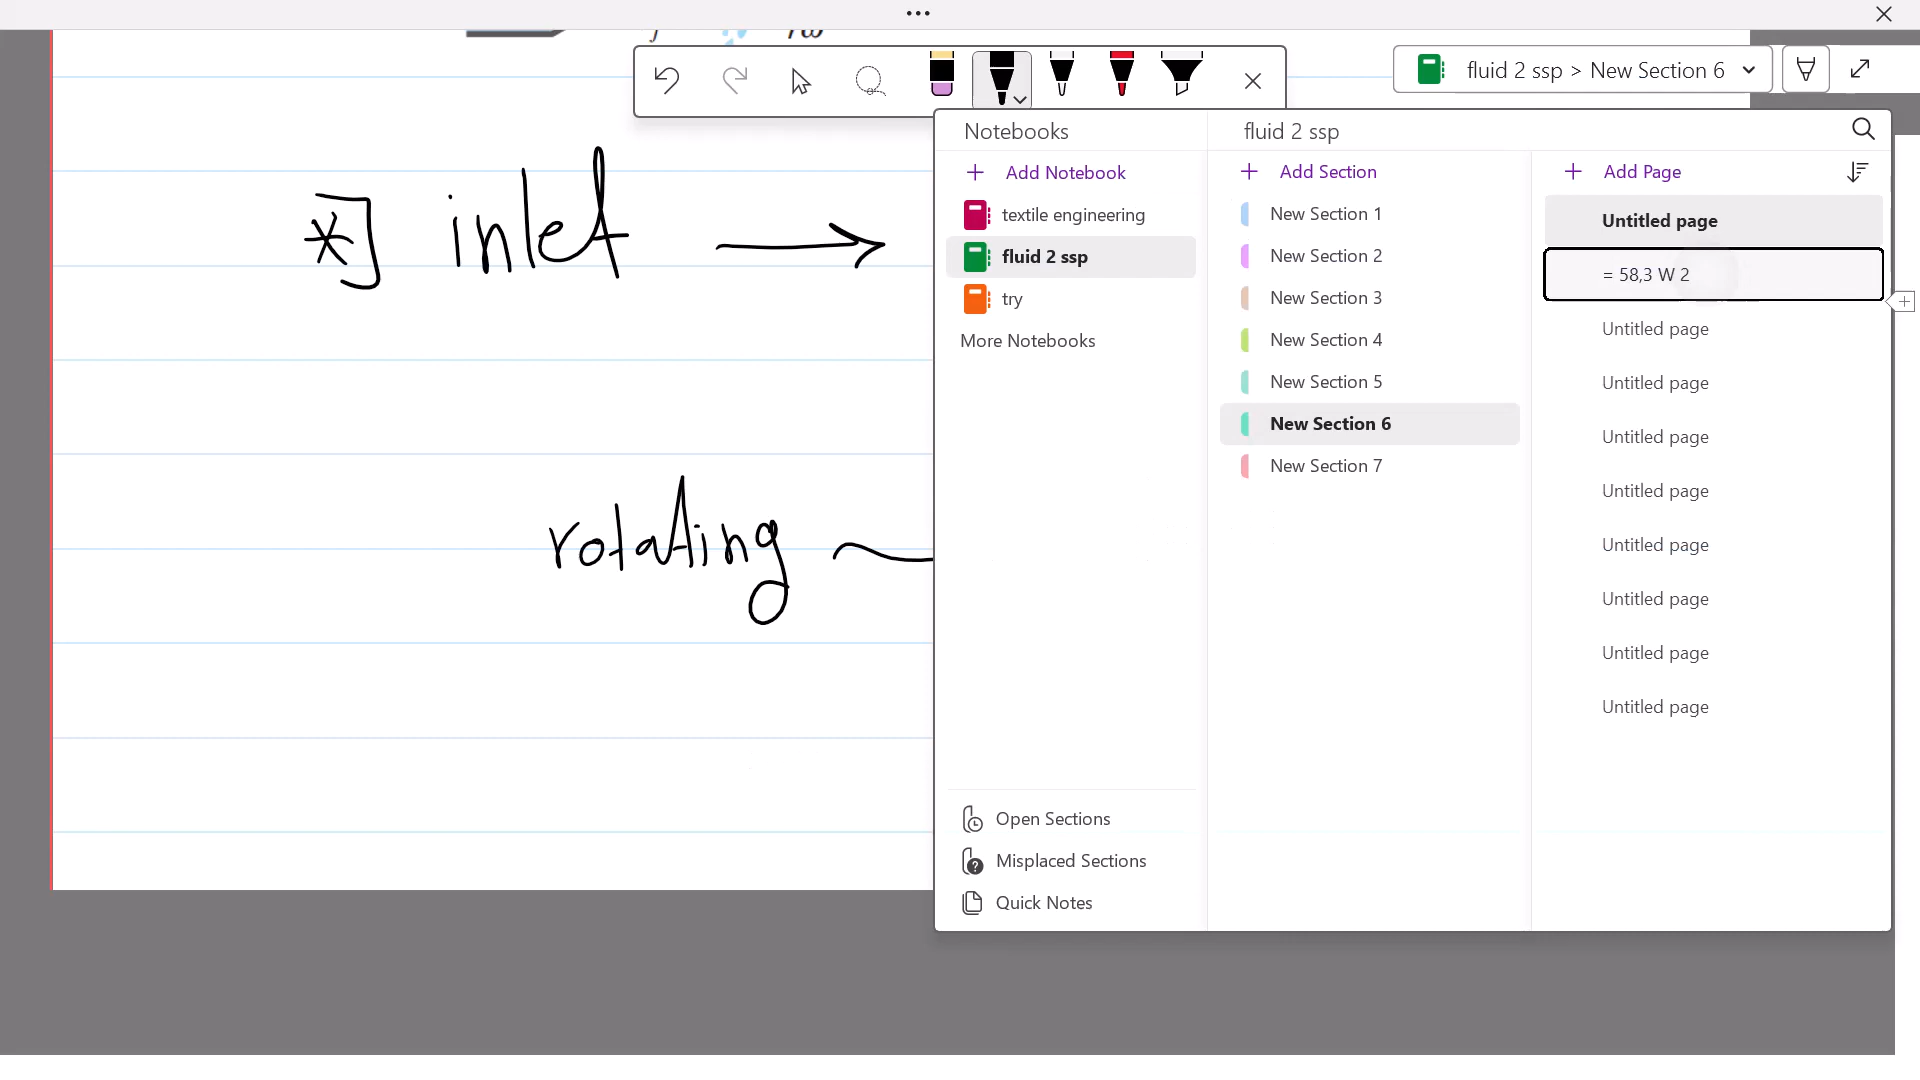 fluid 2 ssp > New Section 6
Notebooks
Add Notebook
textile engineering
fluid 2 ssp
try
More Notebooks
Open Sections
Misplaced Sections
Quick Notes
fluid 2 ssp
Add Section
New Section 1
New Section 2
New Section 3
New Section 4
New Section 5
New Section 6
New Section 7
Add Page
Untitled page
= 58,3 W 2
Untitled page
Untitled page
Untitled page
Untitled page
Untitled page
Untitled page
Untitled page
Untitled page
*] inlet →
rotating